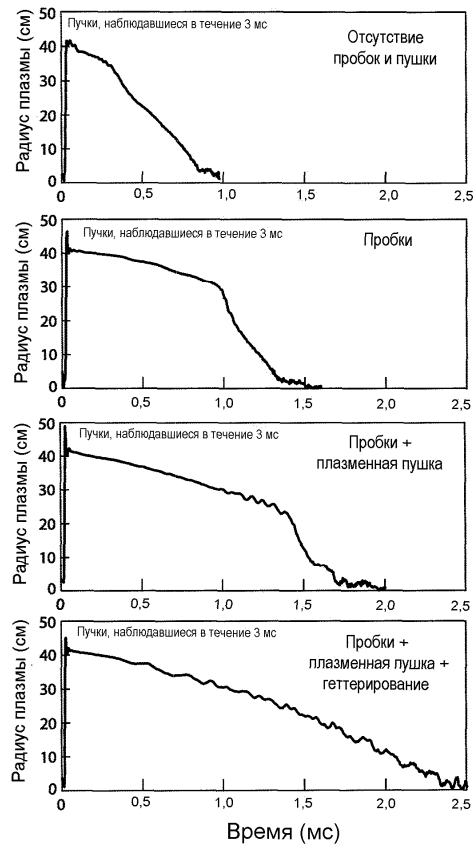 Пучки, наблюдавшиеся в течение 3 мс
Отсутствие
пробок и пушки
Радиус плазмы (см)
50
40
30
20
10
0
0 0,5 1,0 1,5 2,0 2,5
Пучки, наблюдавшиеся в течение 3 мс
Пробки
Радиус плазмы (см)
50
40
30
20
10
0
0 0,5 1,0 1,5 2,0 2,5
Пучки, наблюдавшиеся в течение 3 мс
Пробки +
плазменная пушка
Радиус плазмы (см)
50
40
30
20
10
0
0 0,5 1,0 1,5 2,0 2,5
Пучки, наблюдавшиеся в течение 3 мс
Пробки +
плазменная пушка +
геттерирование
Радиус плазмы (см)
50
40
30
20
10
0
0 0,5 1,0 1,5 2,0 2,5
Время (мс)